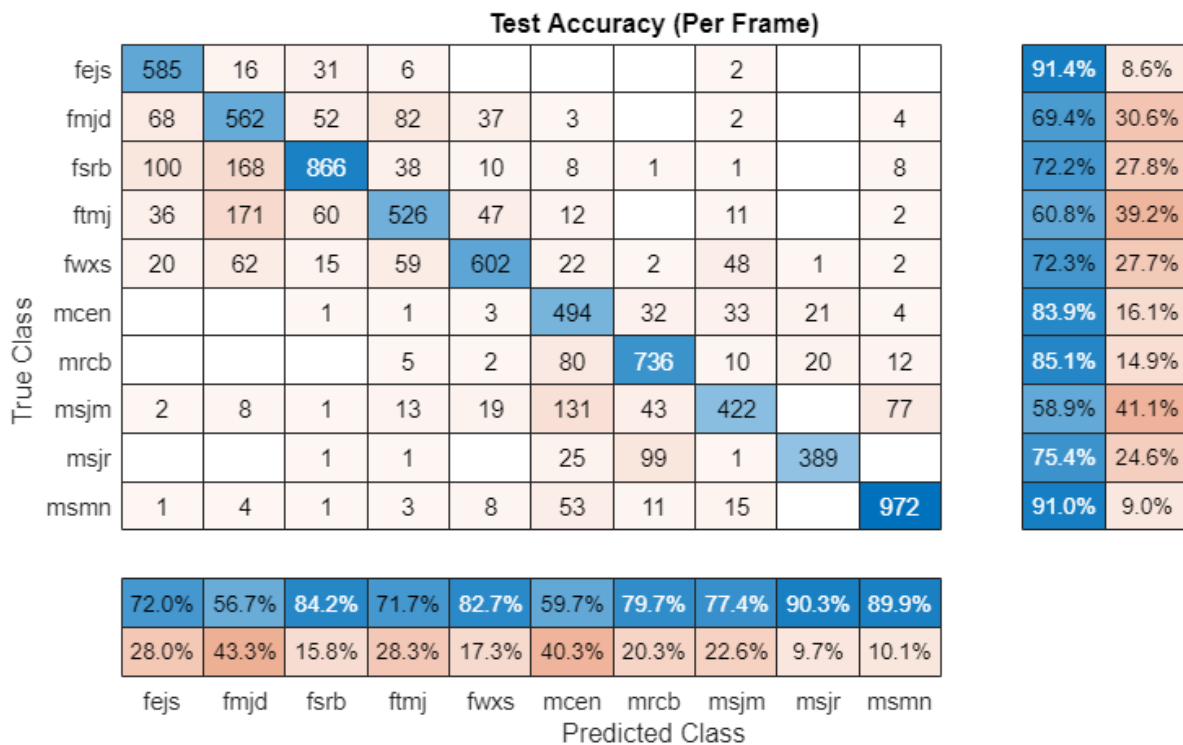 Test Accuracy (Per Frame)
fejs 585 16 31 6 2 91.4% 8.6%
fmjd 68 562 52 82 37 3 2 4 69.4% 30.6%
fsrb 100 168 866 38 10 8 1 1 8 72.2% 27.8%
ftmj 36 171 60 526 47 12 11 2 60.8% 39.2%
fwxs 20 62 15 59 602 22 2 48 1 2 72.3% 27.7%
mcen 1 1 3 494 32 33 21 4 83.9% 16.1%
mrcb 5 2 80 736 10 20 12 85.1% 14.9%
msjm 2 8 1 13 19 131 43 422 77 58.9% 41.1%
msjr 1 1 25 99 1 389 75.4% 24.6%
msmn 1 4 1 3 8 53 11 15 972 91.0% 9.0%
True Class
72.0% 56.7% 84.2% 71.7% 82.7% 59.7% 79.7% 77.4% 90.3% 89.9%
28.0% 43.3% 15.8% 28.3% 17.3% 40.3% 20.3% 22.6% 9.7% 10.1%
fejs fmjd fsrb ftmj fwxs mcen mrcb msjm msjr msmn
Predicted Class